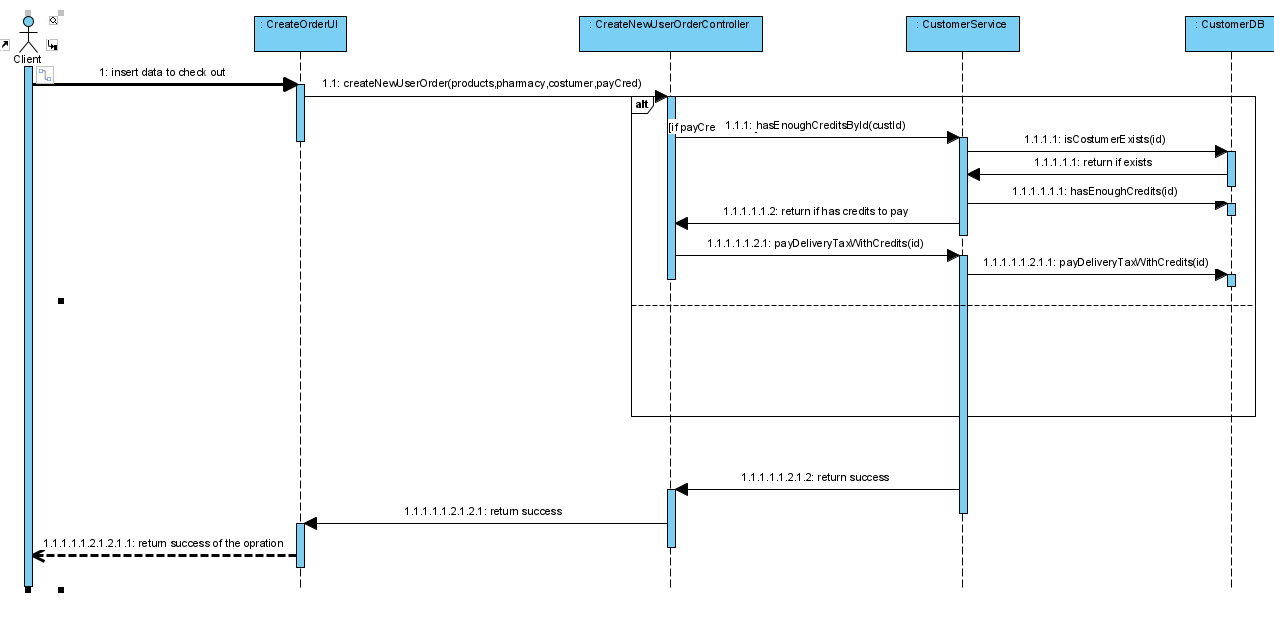 : CreateOrderUI
: CreateNewUserOrderController
: CustomerService
: CustomerDB
Client
1: insert data to check out
1.1: createNewUserOrder(products,pharmacy,costumer,payCred)
alt
[if payCre
1.1.1: hasEnoughCreditsById(custId)
1.1.1.1: isCostumerExists(id)
1.1.1.1.1: return if exists
1.1.1.1.1.1: hasEnoughCredits(id)
1.1.1.1.1.2: return if has credits to pay
1.1.1.1.1.2.1: payDeliveryTaxWithCredits(id)
1.1.1.1.1.2.1.1: payDeliveryTaxWithCredits(id)
1.1.1.1.1.2.1.2: return success
1.1.1.1.1.2.1.2.1: return success
1.1.1.1.1.2.1.2.1.1: return success of the opration